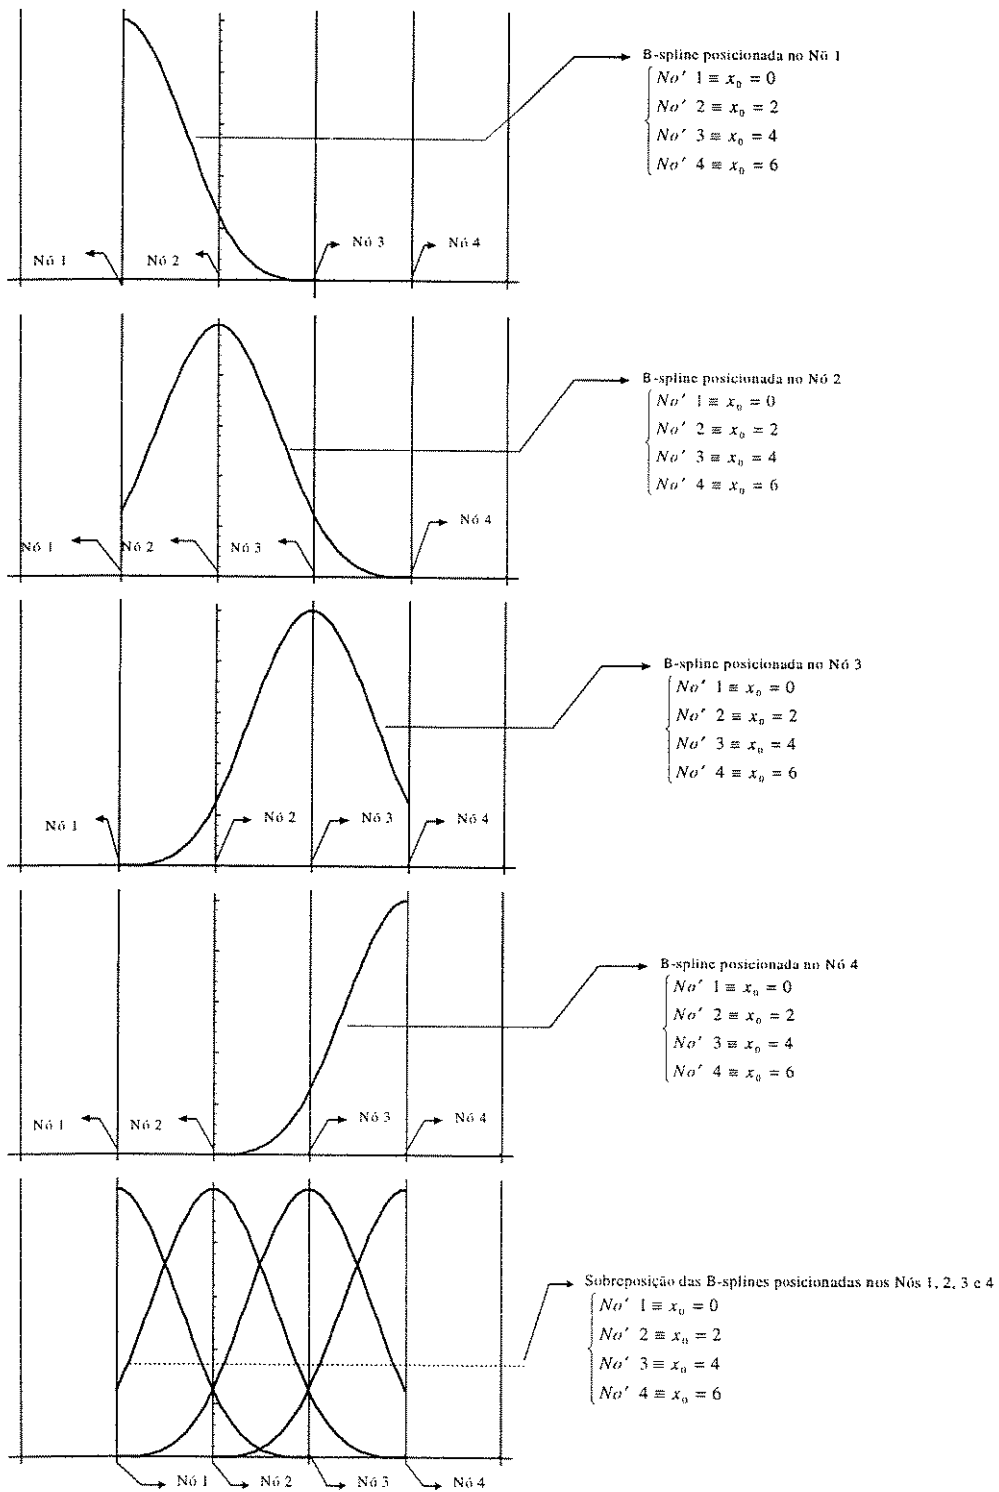 B-spline posicionada no Nó 1
No' 1 ≡ x₀ = 0
No' 2 ≡ x₀ = 2
No' 3 ≡ x₀ = 4
No' 4 ≡ x₀ = 6
Nó 1
Nó 2
Nó 3
Nó 4
B-spline posicionada no Nó 2
No' 1 ≡ x₀ = 0
No' 2 ≡ x₀ = 2
No' 3 ≡ x₀ = 4
No' 4 ≡ x₀ = 6
Nó 1
Nó 2
Nó 3
Nó 4
B-spline posicionada no Nó 3
No' 1 ≡ x₀ = 0
No' 2 ≡ x₀ = 2
No' 3 ≡ x₀ = 4
No' 4 ≡ x₀ = 6
Nó 1
Nó 2
Nó 3
Nó 4
B-spline posicionada no Nó 4
No' 1 ≡ x₀ = 0
No' 2 ≡ x₀ = 2
No' 3 ≡ x₀ = 4
No' 4 ≡ x₀ = 6
Nó 1
Nó 2
Nó 3
Nó 4
Sobreposição das B-splines posicionadas nos Nós 1, 2, 3 e 4
No' 1 ≡ x₀ = 0
No' 2 ≡ x₀ = 2
No' 3 ≡ x₀ = 4
No' 4 ≡ x₀ = 6
Nó 1
Nó 2
Nó 3
Nó 4